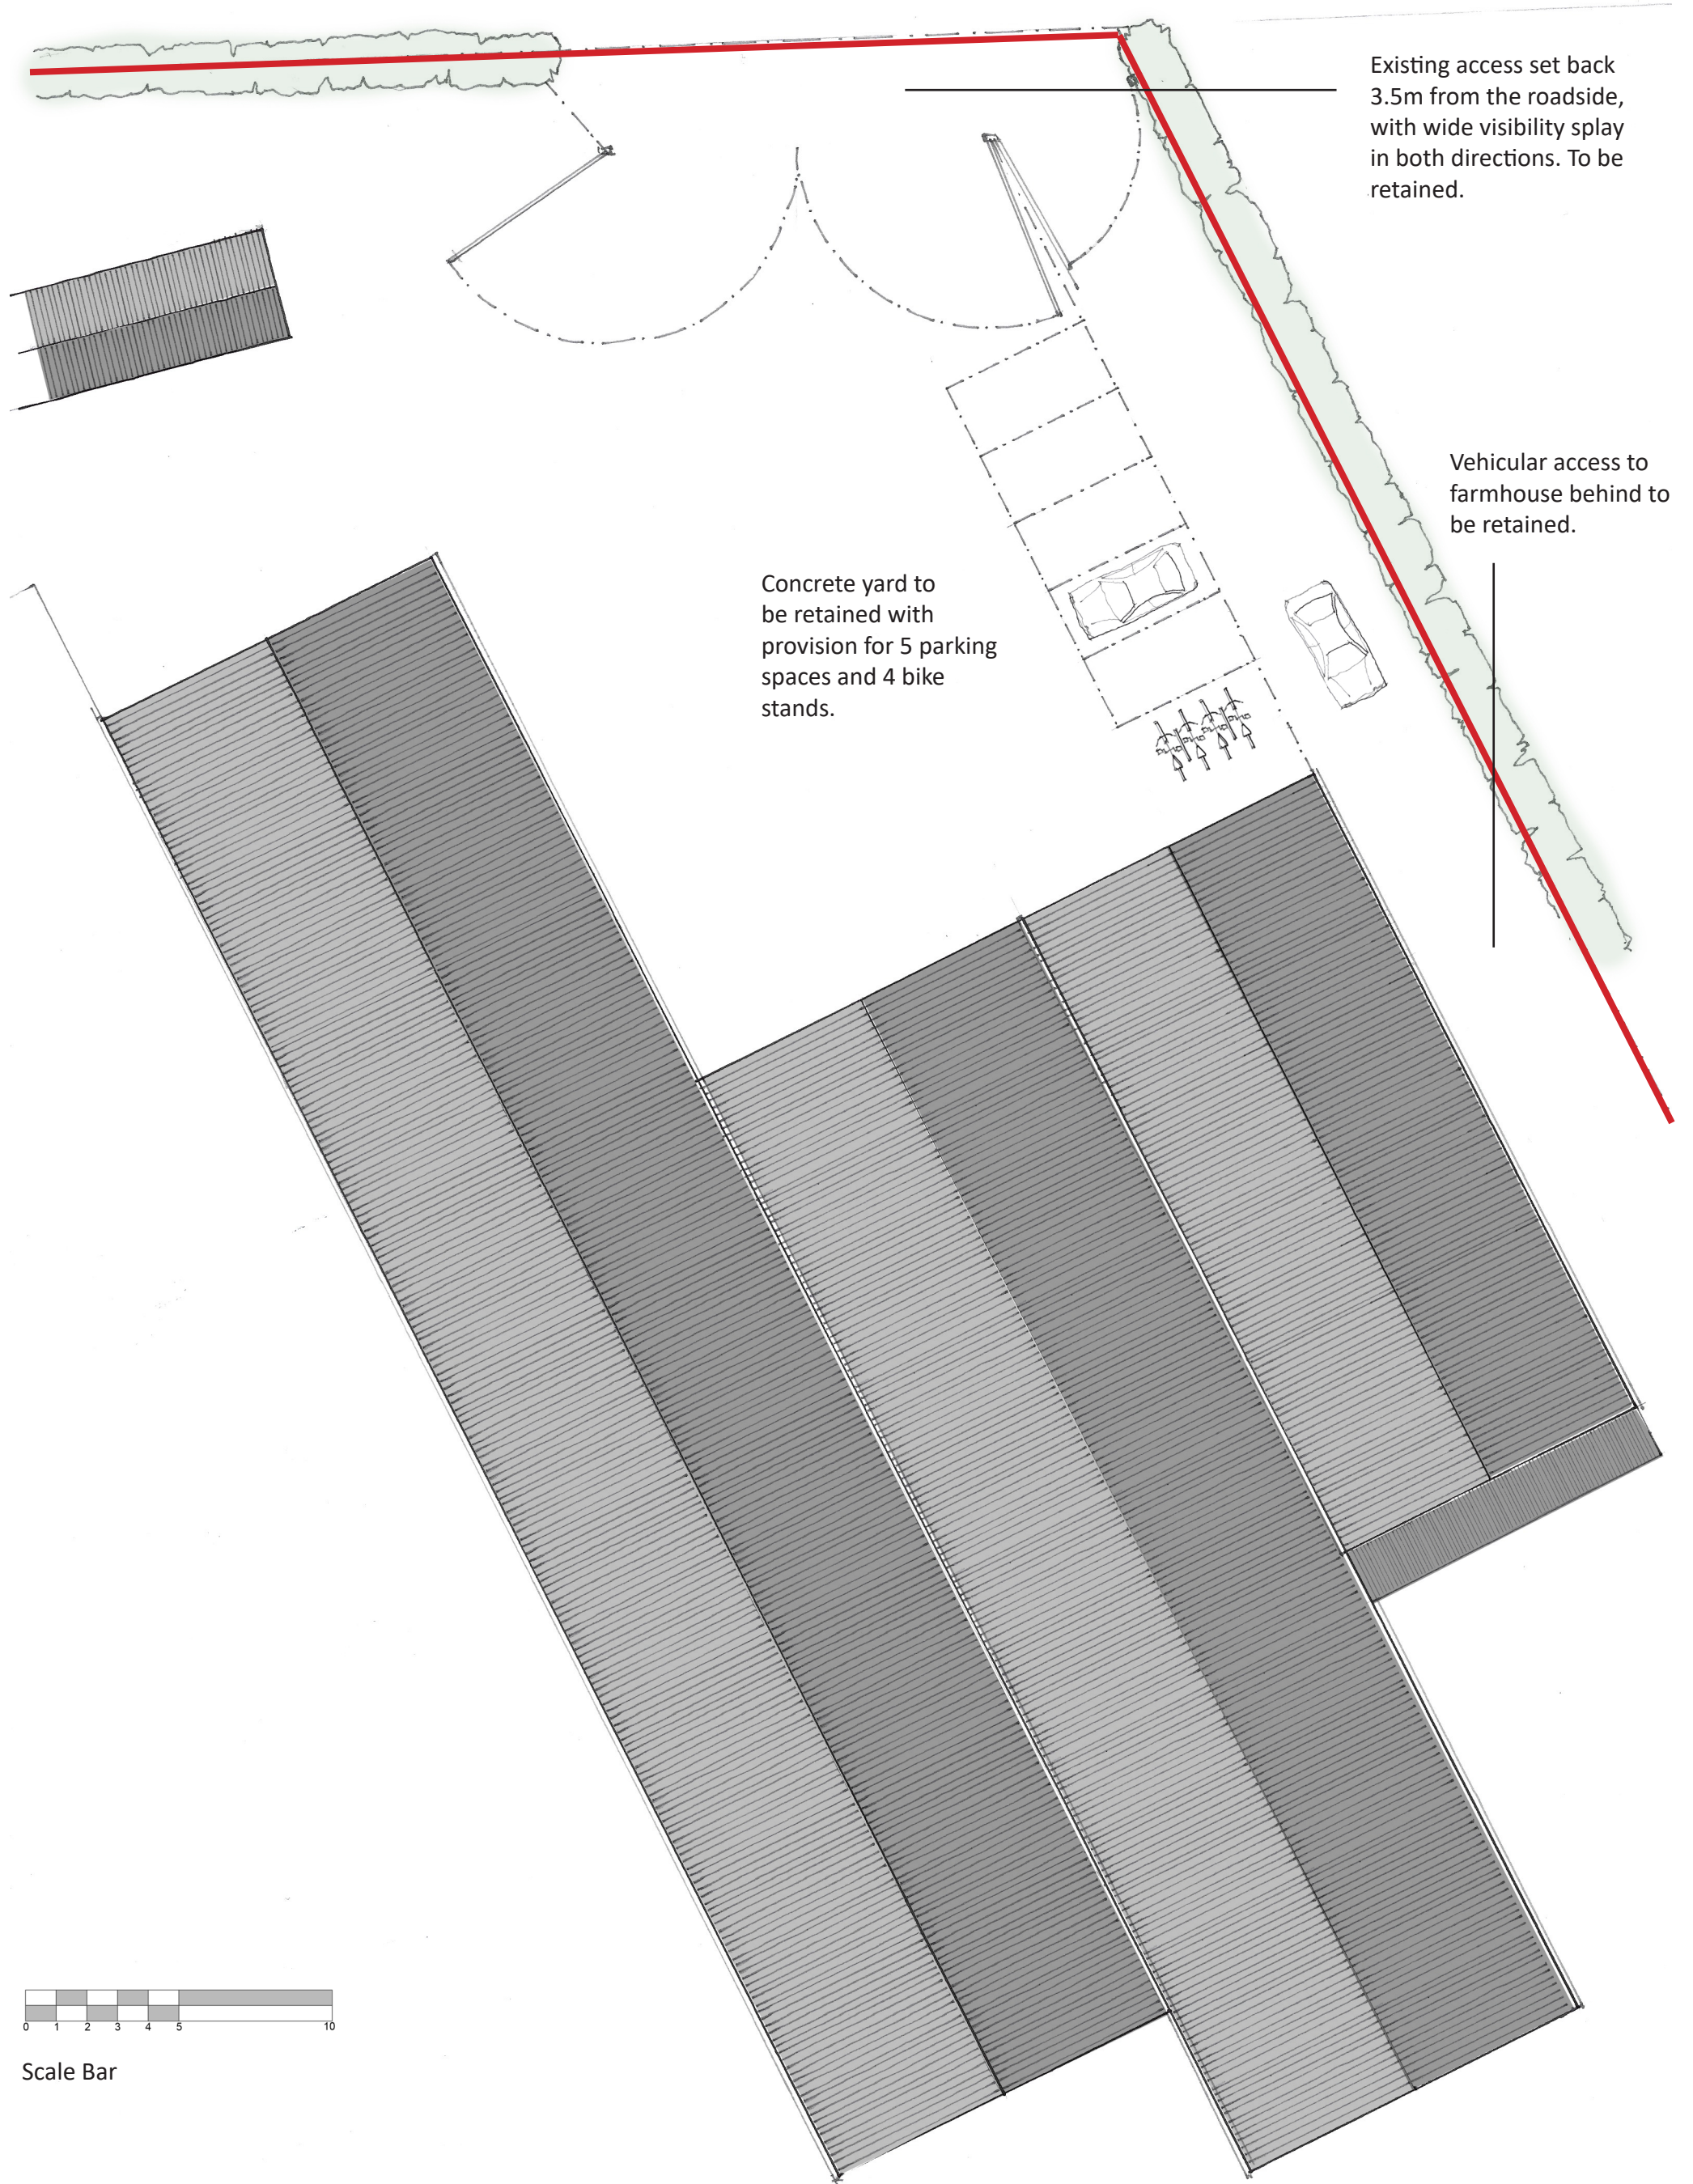 Existing access set back
3.5m from the roadside,
with wide visibility splay
in both directions. To be
retained.
Vehicular access to
farmhouse behind to
be retained.
Concrete yard to
be retained with
provision for 5 parking
spaces and 4 bike
stands.
0 1 2 3 4 5 10
Scale Bar